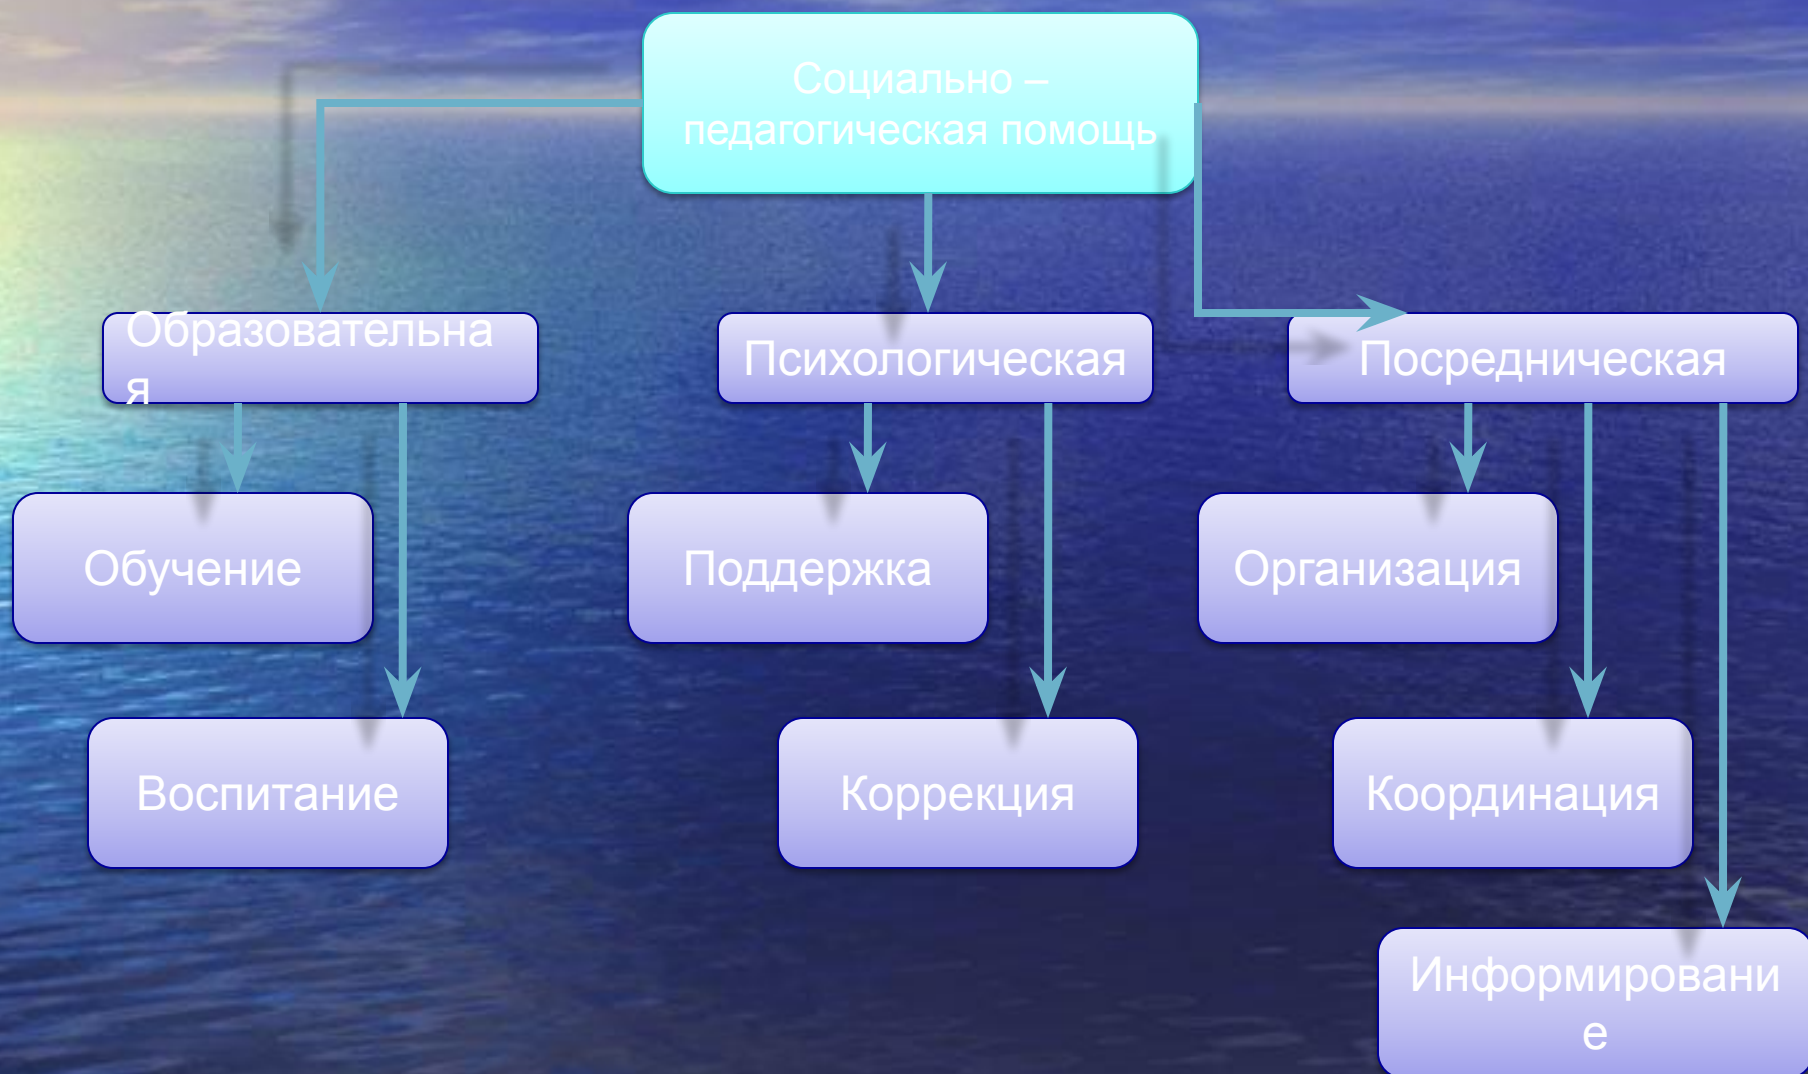 Социально –
педагогическая помощь
Образовательна
я
Психологическая
Посредническая
Обучение
Поддержка
Организация
Воспитание
Коррекция
Координация
Информировани
е